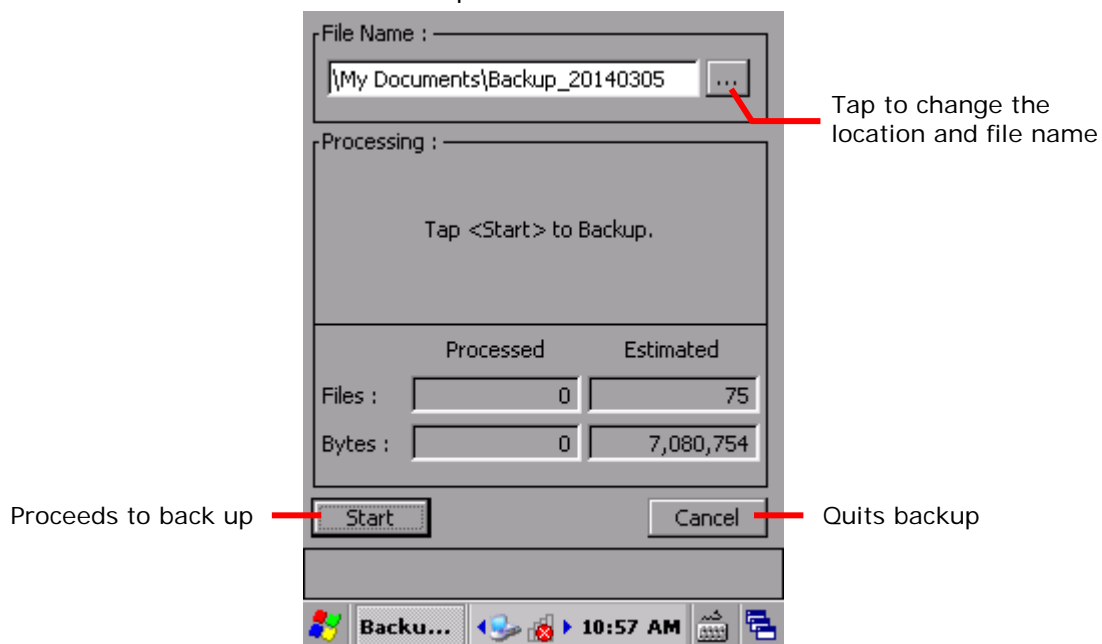 File Name :
\My Documents\Backup_20140305
...
Tap to change the
location and file name
Processing :
Tap <Start> to Backup.
Processed Estimated
Files : 0 75
Bytes : 0 7,080,754
Proceeds to back up Start Cancel Quits backup
Backu... 10:57 AM